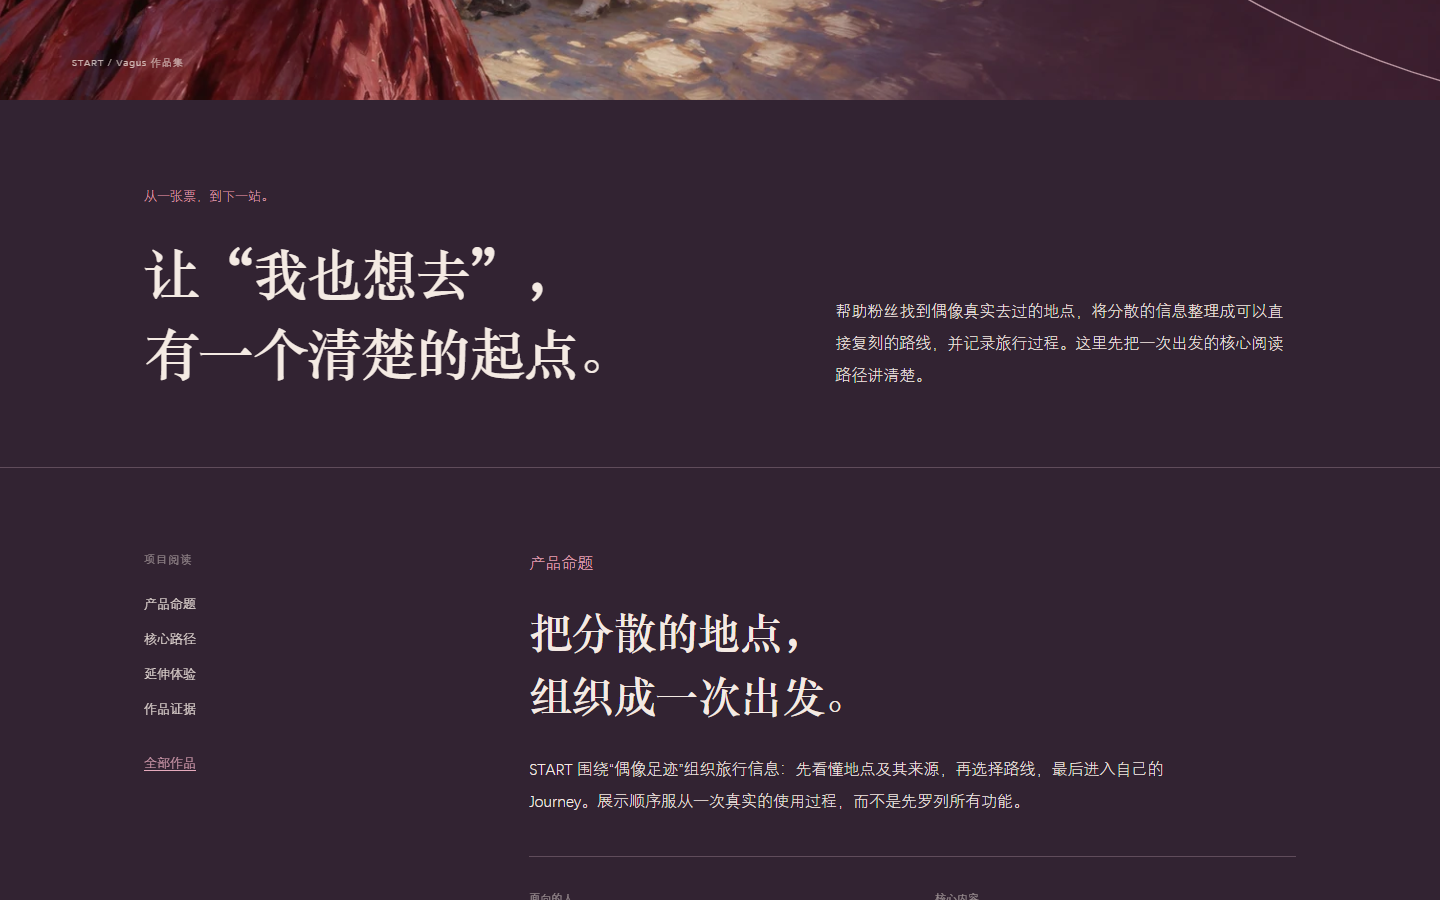 START / Vagus 作品集
从一张票，到下一站。
让“我也想去”，
有一个清楚的起点。
帮助粉丝找到偶像真实去过的地点，将分散的信息整理成可以直
接复刻的路线，并记录旅行过程。这里先把一次出发的核心阅读
路径讲清楚。
项目阅读
产品命题
核心路径
延伸体验
作品证据
全部作品
产品命题
把分散的地点，
组织成一次出发。
START 围绕“偶像足迹”组织旅行信息：先看懂地点及其来源，再选择路线，最后进入自己的
Journey。展示顺序服从一次真实的使用过程，而不是先罗列所有功能。
面向的人
核心内容